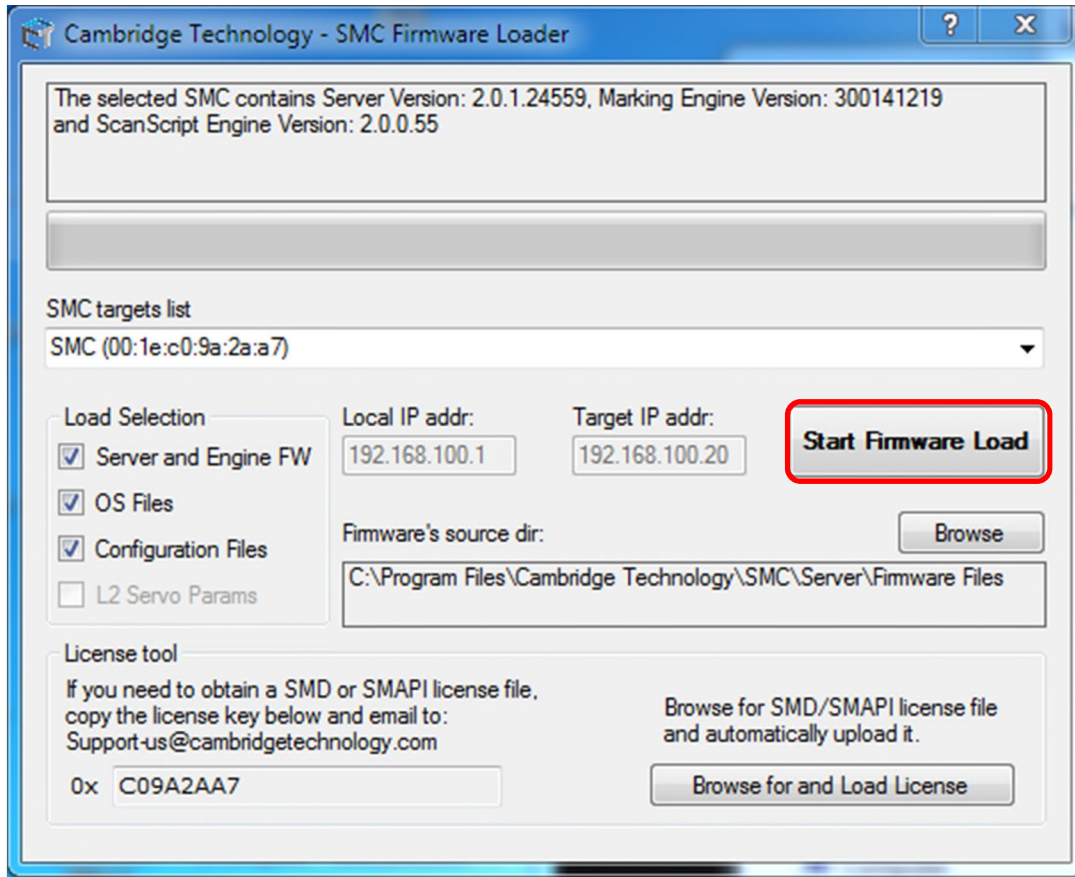 Cambridge Technology - SMC Firmware Loader
The selected SMC contains Server Version: 2.0.1.24559, Marking Engine Version: 300141219
and ScanScript Engine Version: 2.0.0.55
SMC targets list
SMC (00:1e:c0:9a:2a:a7)
Load Selection
Server and Engine FW
OS Files
Configuration Files
L2 Servo Params
Local IP addr:
192.168.100.1
Target IP addr:
192.168.100.20
Start Firmware Load
Firmware's source dir:
Browse
C:\Program Files\Cambridge Technology\SMC\Server\Firmware Files
License tool
If you need to obtain a SMD or SMAPI license file,
copy the license key below and email to:
Support-us@cambridgetechnology.com
0x C09A2AA7
Browse for SMD/SMAPI license file
and automatically upload it.
Browse for and Load License